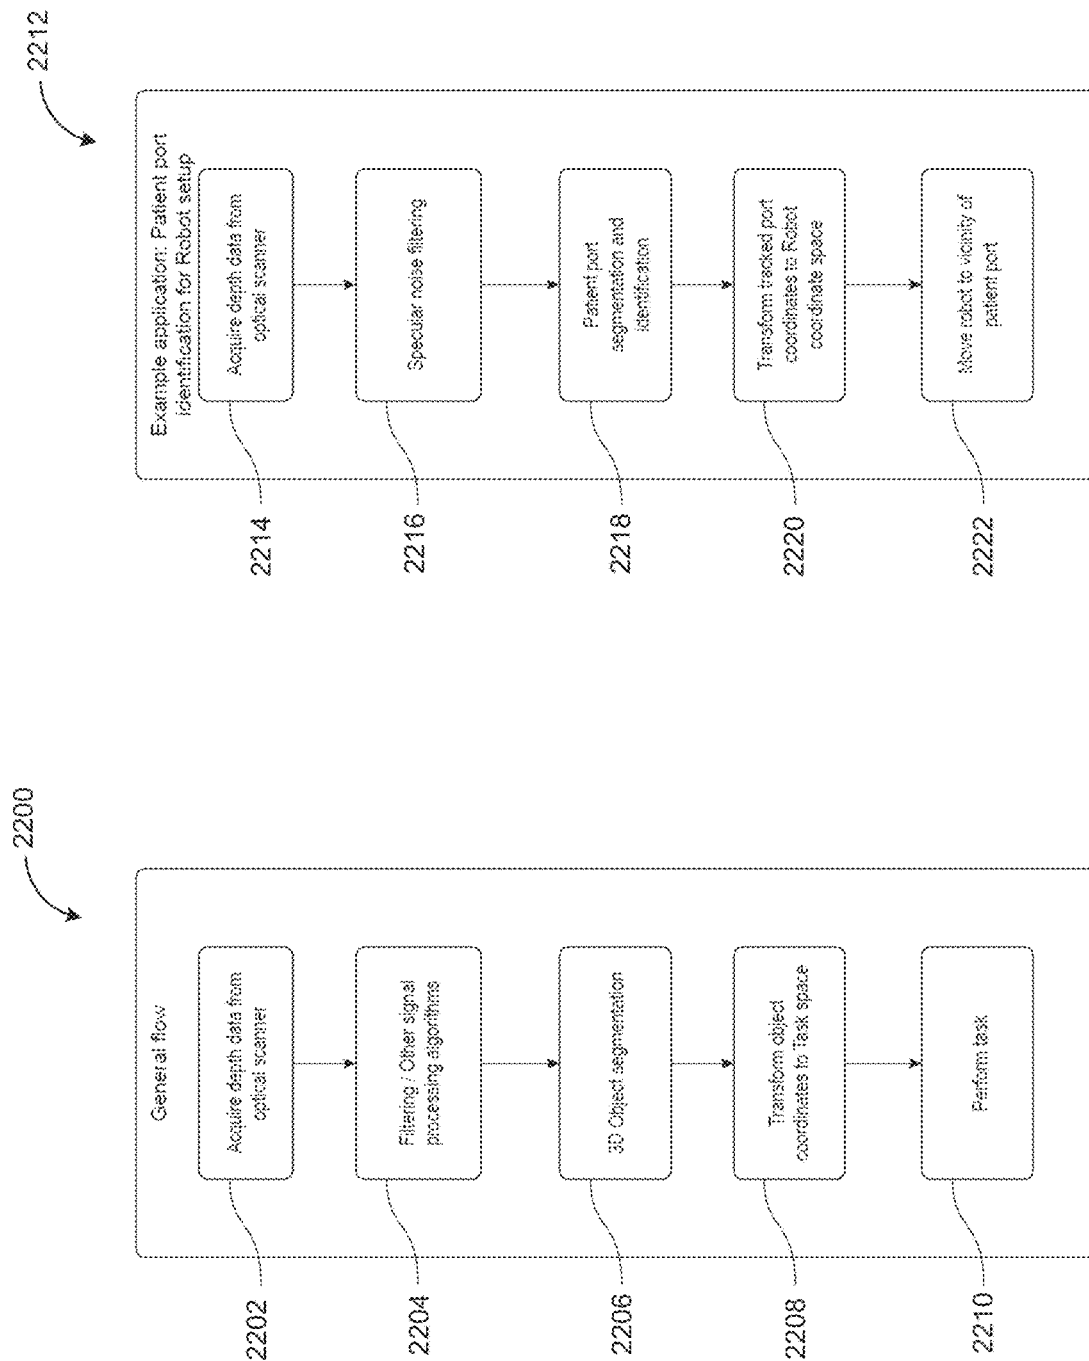 2200
General flow
2202
Acquire depth data from
optical scanner
2204
Filtering / Other signal
processing algorithms
2206
3D Object segmentation
2208
Transform object
coordinates to Task space
2210
Perform task
2212
Example application: Patient port
identification for Robot setup
2214
Acquire depth data from
optical scanner
2216
Specular noise filtering
2218
Patient port
segmentation and
identification
2220
Transform tracked port
coordinates to Robot
coordinate space
2222
Move robot to vicinity of
patient port